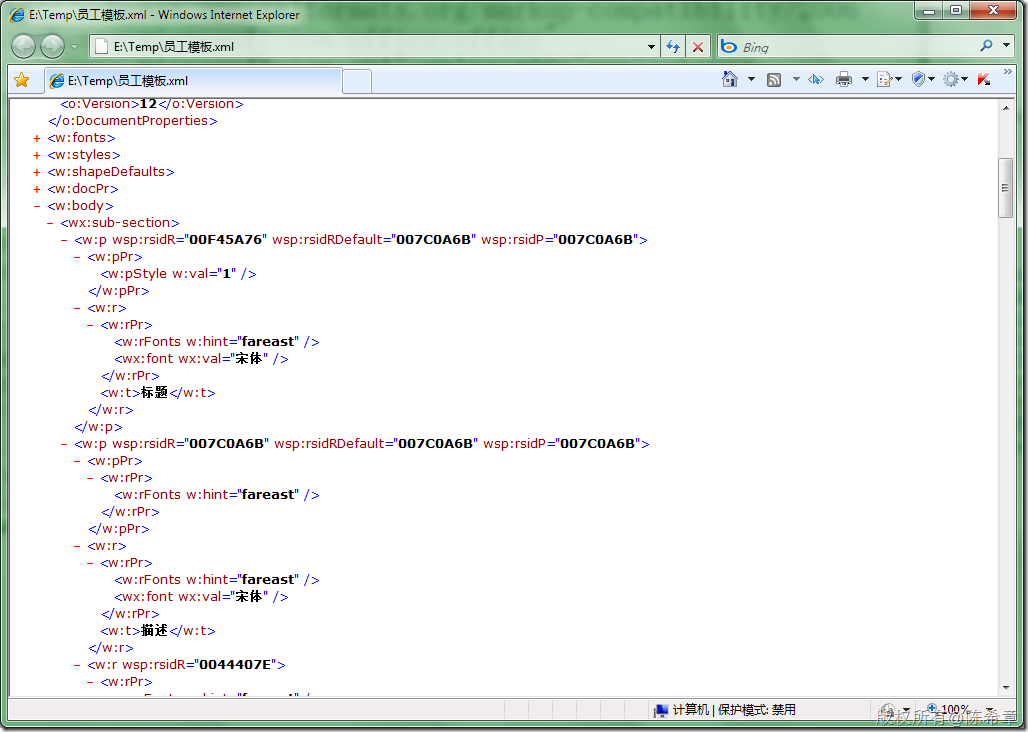 E:\Temp\员工模板.xml - Windows Internet Explorer
E:\Temp\员工模板.xml
Bing
E:\Temp\员工模板.xml
<o:Version>12</o:Version>
</o:DocumentProperties>
+ <w:fonts>
+ <w:styles>
+ <w:shapeDefaults>
+ <w:docPr>
- <w:body>
- <wx:sub-section>
- <w:p wsp:rsidR="00F45A76" wsp:rsidRDefault="007C0A6B" wsp:rsidP="007C0A6B">
- <w:pPr>
<w:pStyle w:val="1" />
</w:pPr>
- <w:r>
- <w:rPr>
<w:rFonts w:hint="fareast" />
<wx:font wx:val="宋体" />
</w:rPr>
<w:t>标题</w:t>
</w:r>
</w:p>
- <w:p wsp:rsidR="007C0A6B" wsp:rsidRDefault="007C0A6B" wsp:rsidP="007C0A6B">
- <w:pPr>
- <w:rPr>
<w:rFonts w:hint="fareast" />
</w:rPr>
</w:pPr>
- <w:r>
- <w:rPr>
<w:rFonts w:hint="fareast" />
<wx:font wx:val="宋体" />
</w:rPr>
<w:t>描述</w:t>
</w:r>
- <w:r wsp:rsidR="0044407E">
- <w:rPr>
计算机 | 保护模式: 禁用
100%
版权所有@陈希章